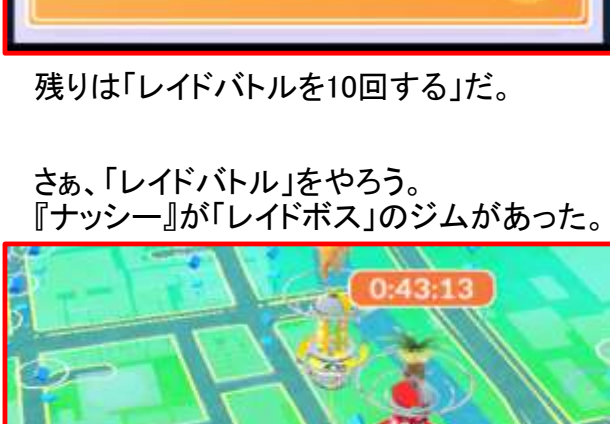 残りは「レイドバトルを10回する」だ。
さぁ、「レイドバトル」をやろう。
『ナッシー』が「レイドボス」のジムがあった。
0:43:13